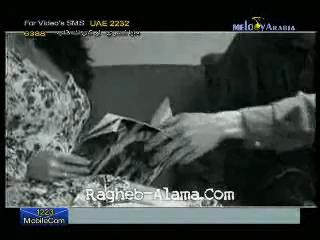 For Video's SMS UAE 2232
6388
MELODY ARABIA
Ragheb-Alama.Com
1223
MobileCom